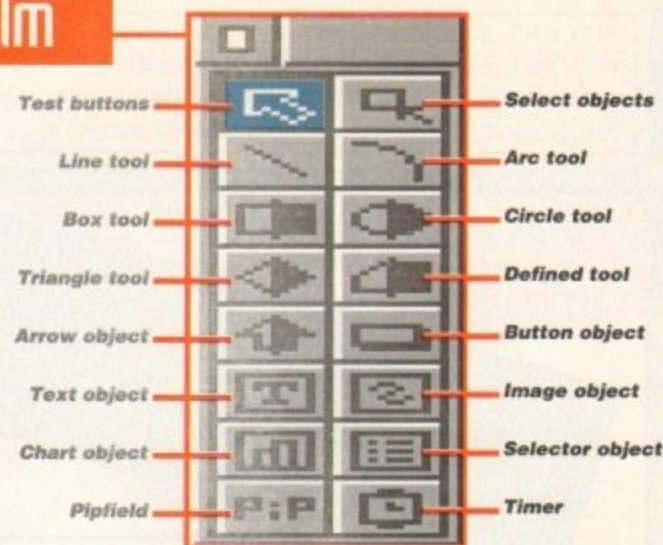 lm
Test buttons
Select objects
Line tool
Arc tool
Box tool
Circle tool
Triangle tool
Defined tool
Arrow object
Button object
Text object
Image object
Chart object
Selector object
Pipfield
P:P
Timer